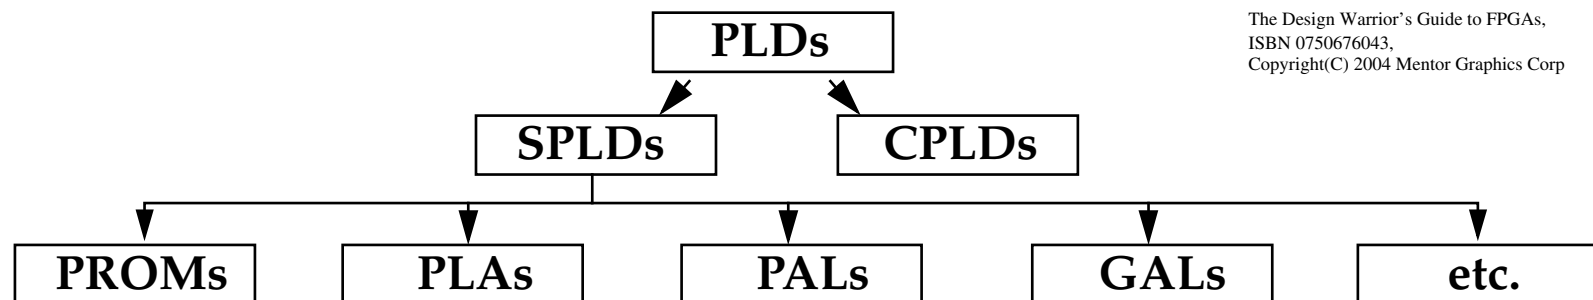 PLDs
The Design Warrior's Guide to FPGAs,
ISBN 0750676043,
Copyright(C) 2004 Mentor Graphics Corp
SPLDs
CPLDs
PROMs
PLAs
PALs
GALs
etc.